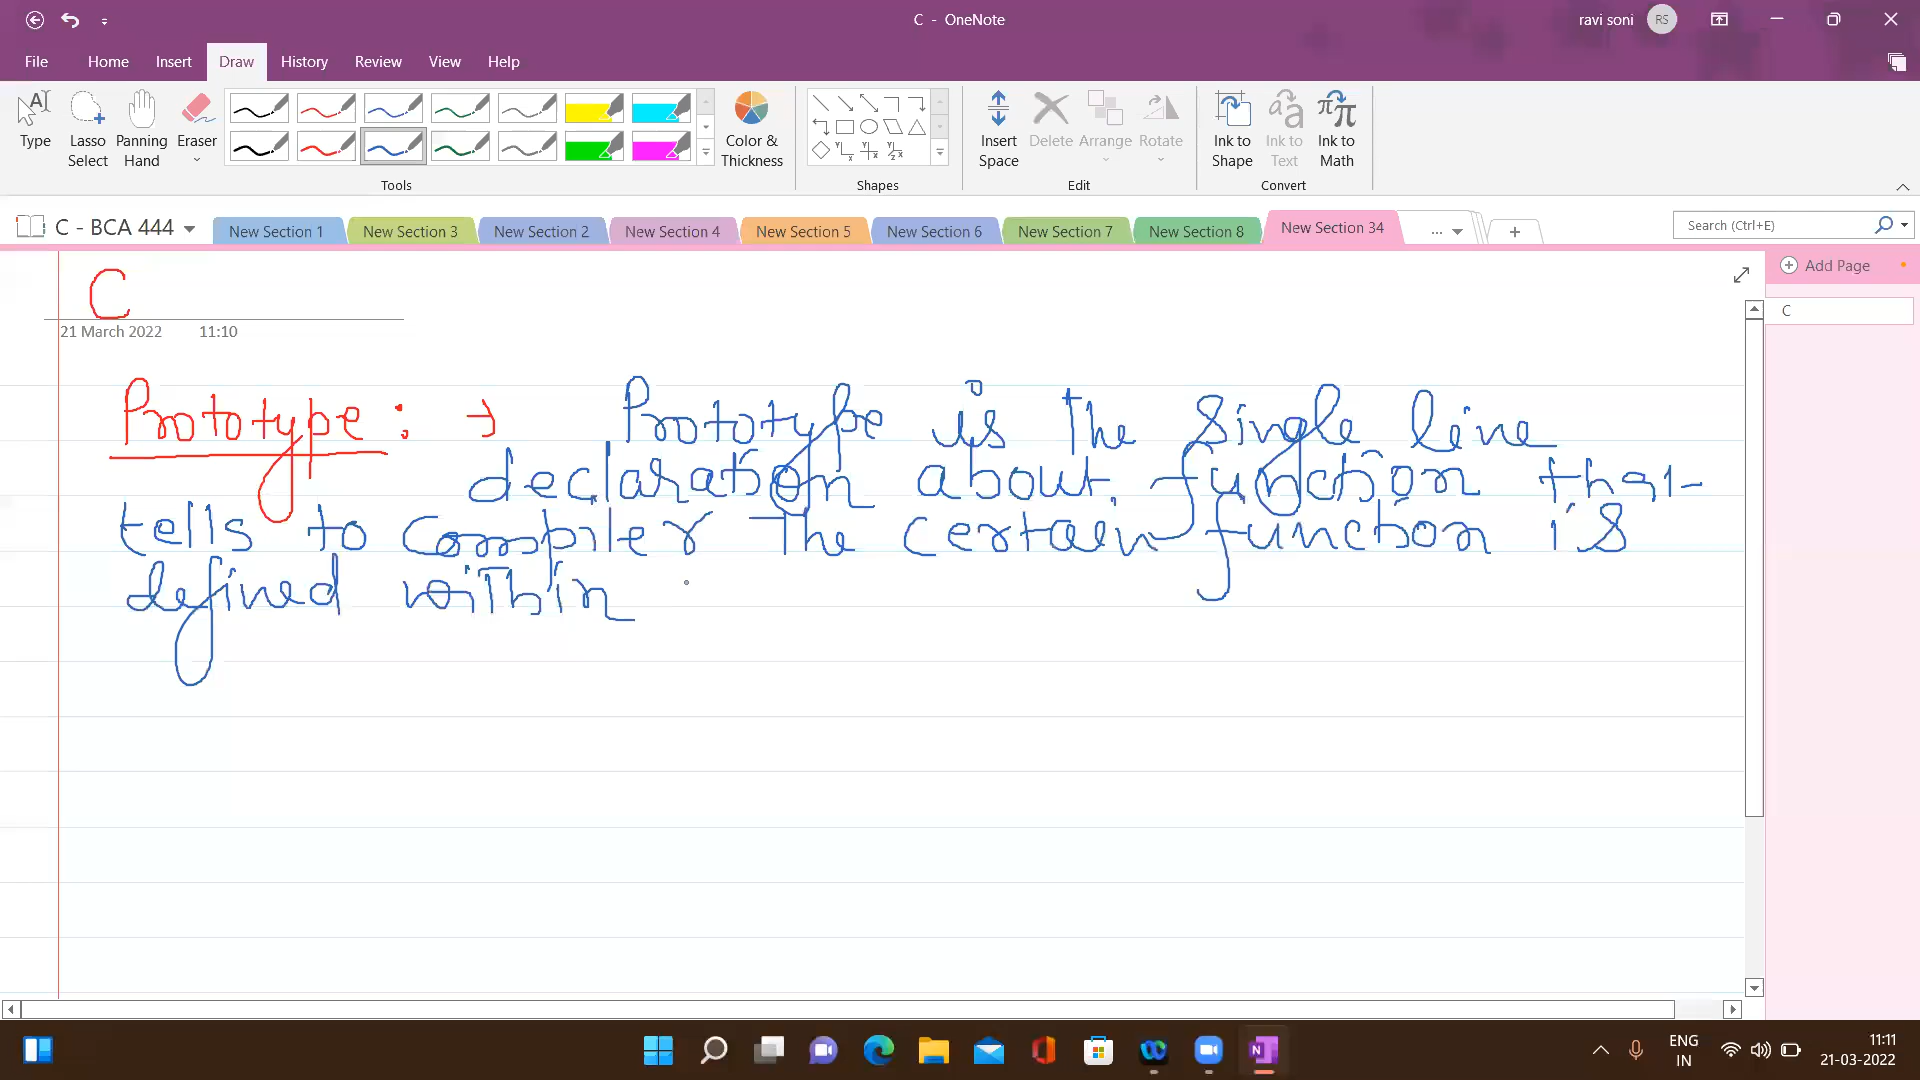 C - OneNote
ravi soni RS
File Home Insert Draw History Review View Help
Type Lasso Select Panning Hand Eraser Color & Thickness Insert Space Delete Arrange Rotate Ink to Shape Ink to Text Ink to Math
Tools Shapes Edit Convert
C - BCA 444 New Section 1 New Section 3 New Section 2 New Section 4 New Section 5 New Section 6 New Section 7 New Section 8 New Section 34 ... + Search (Ctrl+E)
Add Page
C
C
21 March 2022 11:10
Prototype : → Prototype is the single line
declaration about function that
tells to compiler the certain function is
defined within
ENG
IN
11:11
21-03-2022